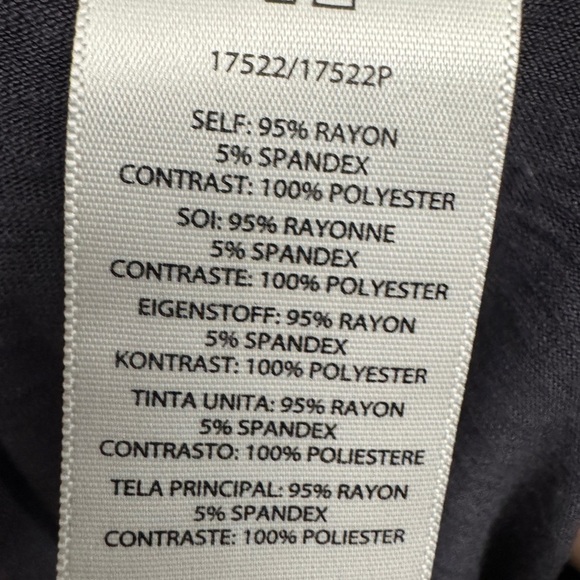 17522/17522P
SELF: 95% RAYON
5% SPANDEX
CONTRAST: 100% POLYESTER
SOI: 95% RAYONNE
5% SPANDEX
CONTRASTE: 100% POLYESTER
EIGENSTOFF: 95% RAYON
5% SPANDEX
KONTRAST: 100% POLYESTER
TINTA UNITA: 95% RAYON
5% SPANDEX
CONTRASTO: 100% POLIESTERE
TELA PRINCIPAL: 95% RAYON
5% SPANDEX
CONTRASTE: 100% POLIESTER